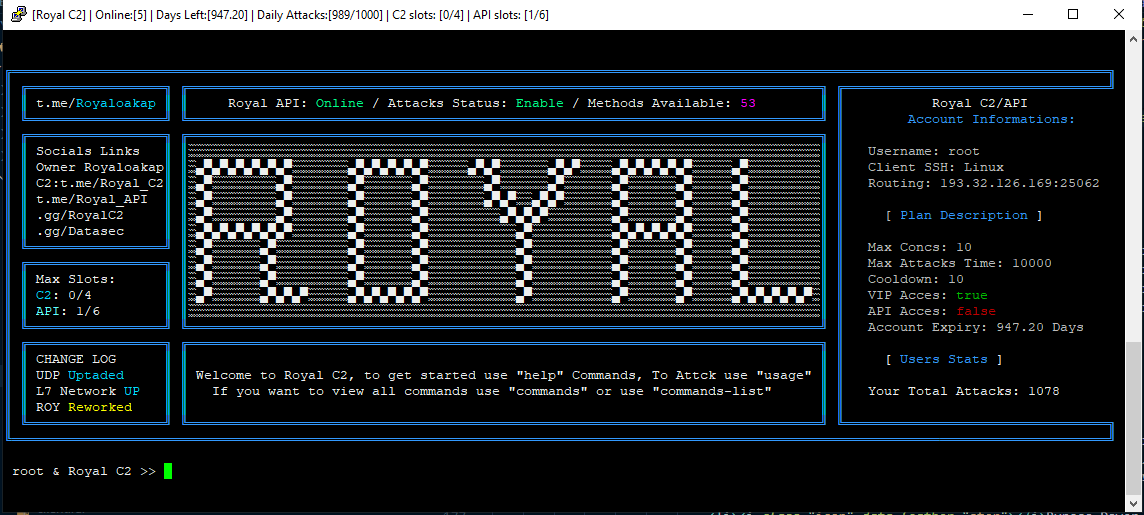 [Royal C2] | Online:[5] | Days Left:[947.20] | Daily Attacks:[989/1000] | C2 slots: [0/4] | API slots: [1/6]
t.me/Royaloakap
Royal API: Online / Attacks Status: Enable / Methods Available: 53
Socials Links
Owner Royaloakap
C2:t.me/Royal_C2
t.me/Royal_API
.gg/RoyalC2
.gg/Datasec
ROYAL
Max Slots:
C2: 0/4
API: 1/6
CHANGE LOG
UDP Uptaded
L7 Network UP
ROY Reworked
Welcome to Royal C2, to get started use "help" Commands, To Attck use "usage"
If you want to view all commands use "commands" or use "commands-list"
Royal C2/API
Account Informations:
Username: root
Client SSH: Linux
Routing: 193.32.126.169:25062
[ Plan Description ]
Max Concs: 10
Max Attacks Time: 10000
Cooldown: 10
VIP Acces: true
API Acces: false
Account Expiry: 947.20 Days
[ Users Stats ]
Your Total Attacks: 1078
root & Royal C2 >>